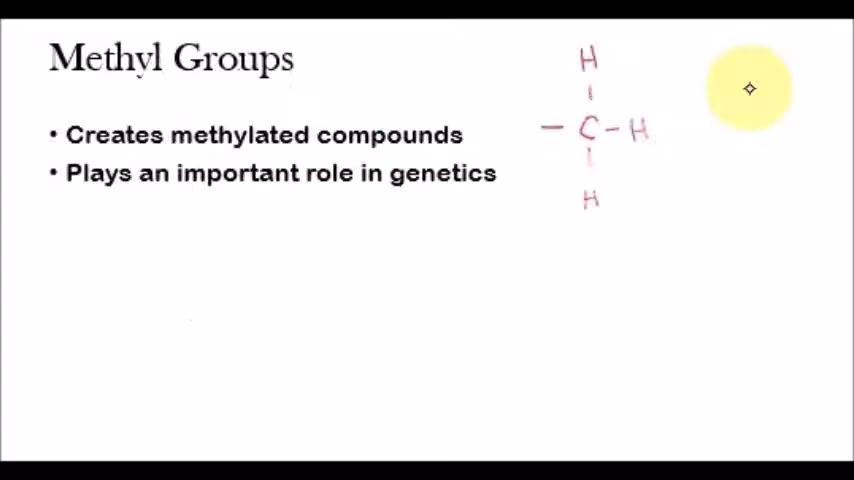 Methyl Groups
• Creates methylated compounds
• Plays an important role in genetics
H
– C – H
H